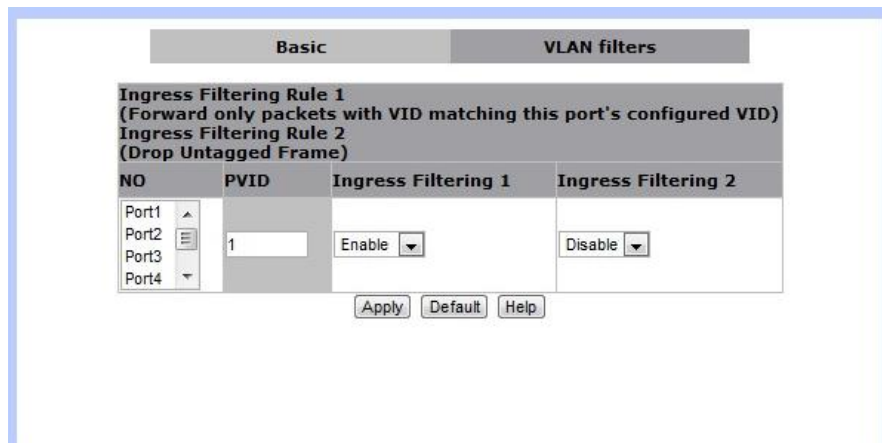 Basic VLAN filters
Ingress Filtering Rule 1
(Forward only packets with VID matching this port's configured VID)
Ingress Filtering Rule 2
(Drop Untagged Frame)
NO PVID Ingress Filtering 1 Ingress Filtering 2
Port1
Port2
Port3
Port4
1
Enable
Disable
Apply Default Help